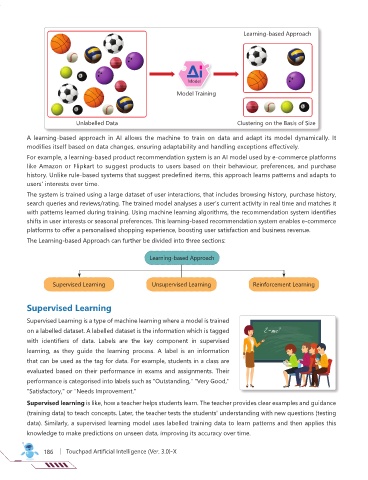 Learning-based Approach
Ai
Model
Model Training
Unlabelled Data
Clustering on the Basis of Size
A learning-based approach in AI allows the machine to train on data and adapt its model dynamically. It
modifies itself based on data changes, ensuring adaptability and handling exceptions effectively.
For example, a learning-based product recommendation system is an AI model used by e-commerce platforms
like Amazon or Flipkart to suggest products to users based on their behaviour, preferences, and purchase
history. Unlike rule-based systems that suggest predefined items, this approach learns patterns and adapts to
users' interests over time.
The system is trained using a large dataset of user interactions, that includes browsing history, purchase history,
search queries and reviews/rating. The trained model analyses a user's current activity in real time and matches it
with patterns learned during training. Using machine learning algorithms, the recommendation system identifies
shifts in user interests or seasonal preferences. This learning-based recommendation system enables e-commerce
platforms to offer a personalised shopping experience, boosting user satisfaction and business revenue.
The Learning-based Approach can further be divided into three sections:
Learning-based Approach
Supervised Learning
Unsupervised Learning
Reinforcement Learning
Supervised Learning
Supervised Learning is a type of machine learning where a model is trained
on a labelled dataset. A labelled dataset is the information which is tagged
with identifiers of data. Labels are the key component in supervised
learning, as they guide the learning process. A label is an information
that can be used as the tag for data. For example, students in a class are
evaluated based on their performance in exams and assignments. Their
performance is categorised into labels such as "Outstanding," "Very Good,"
"Satisfactory," or "Needs Improvement."
Supervised learning is like, how a teacher helps students learn. The teacher provides clear examples and guidance
(training data) to teach concepts. Later, the teacher tests the students' understanding with new questions (testing
data). Similarly, a supervised learning model uses labelled training data to learn patterns and then applies this
knowledge to make predictions on unseen data, improving its accuracy over time.
186 | Touchpad Artificial Intelligence (Ver. 3.0)-X